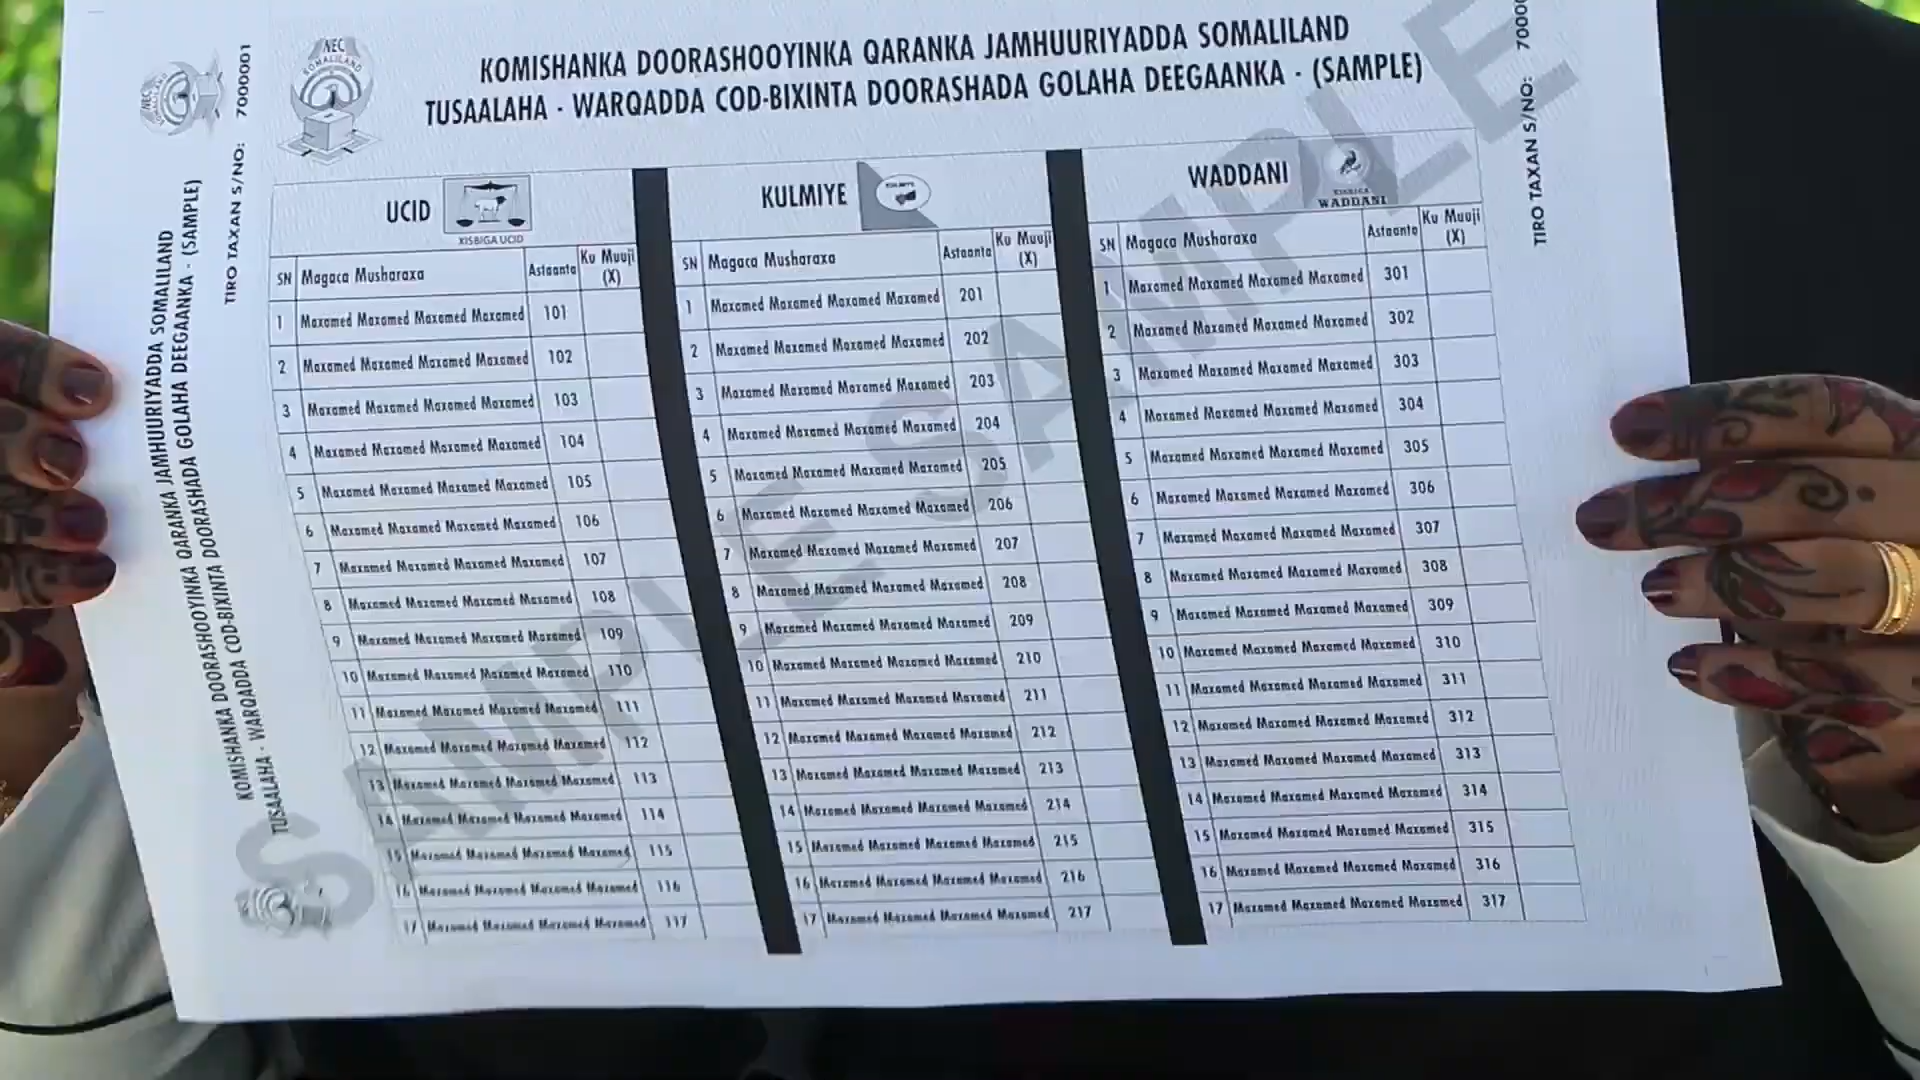 KOMISHANKA DOORASHOOYINKA QARANKA JAMHUURIYADDA SOMALILAND
TUSAALAHA - WARQADDA COD-BIXINTA DOORASHADA GOLAHA DEEGAANKA - (SAMPLE)
NEC SOMALILAND
TIRO TAXAN S/NO: 7000001
KOMISHANKA DOORASHOOYINKA QARANKA JAMHUURIYADDA SOMALILAND
TUSAALAHA - WARQADDA COD-BIXINTA DOORASHADA GOLAHA DEEGAANKA - (SAMPLE)
UCID
XISBIGA UCID
SN Magaca Musharaxa Astaanta Ku Muuji (X)
1 Maxamed Maxamed Maxamed Maxamed 101
2 Maxamed Maxamed Maxamed Maxamed 102
3 Maxamed Maxamed Maxamed Maxamed 103
4 Maxamed Maxamed Maxamed Maxamed 104
5 Maxamed Maxamed Maxamed Maxamed 105
6 Maxamed Maxamed Maxamed Maxamed 106
7 Maxamed Maxamed Maxamed Maxamed 107
8 Maxamed Maxamed Maxamed Maxamed 108
9 Maxamed Maxamed Maxamed Maxamed 109
10 Maxamed Maxamed Maxamed Maxamed 110
11 Maxamed Maxamed Maxamed Maxamed 111
12 Maxamed Maxamed Maxamed Maxamed 112
13 Maxamed Maxamed Maxamed Maxamed 113
14 Maxamed Maxamed Maxamed Maxamed 114
15 Maxamed Maxamed Maxamed Maxamed 115
16 Maxamed Maxamed Maxamed Maxamed 116
17 Maxamed Maxamed Maxamed Maxamed 117
KULMIYE
KULMIYE
SN Magaca Musharaxa Astaanta Ku Muuji (X)
1 Maxamed Maxamed Maxamed Maxamed 201
2 Maxamed Maxamed Maxamed Maxamed 202
3 Maxamed Maxamed Maxamed Maxamed 203
4 Maxamed Maxamed Maxamed Maxamed 204
5 Maxamed Maxamed Maxamed Maxamed 205
6 Maxamed Maxamed Maxamed Maxamed 206
7 Maxamed Maxamed Maxamed Maxamed 207
8 Maxamed Maxamed Maxamed Maxamed 208
9 Maxamed Maxamed Maxamed Maxamed 209
10 Maxamed Maxamed Maxamed Maxamed 210
11 Maxamed Maxamed Maxamed Maxamed 211
12 Maxamed Maxamed Maxamed Maxamed 212
13 Maxamed Maxamed Maxamed Maxamed 213
14 Maxamed Maxamed Maxamed Maxamed 214
15 Maxamed Maxamed Maxamed Maxamed 215
16 Maxamed Maxamed Maxamed Maxamed 216
17 Maxamed Maxamed Maxamed Maxamed 217
WADDANI
XISBIGA
WADDANI
SN Magaca Musharaxa Astaanta Ku Muuji (X)
1 Maxamed Maxamed Maxamed Maxamed 301
2 Maxamed Maxamed Maxamed Maxamed 302
3 Maxamed Maxamed Maxamed Maxamed 303
4 Maxamed Maxamed Maxamed Maxamed 304
5 Maxamed Maxamed Maxamed Maxamed 305
6 Maxamed Maxamed Maxamed Maxamed 306
7 Maxamed Maxamed Maxamed Maxamed 307
8 Maxamed Maxamed Maxamed Maxamed 308
9 Maxamed Maxamed Maxamed Maxamed 309
10 Maxamed Maxamed Maxamed Maxamed 310
11 Maxamed Maxamed Maxamed Maxamed 311
12 Maxamed Maxamed Maxamed Maxamed 312
13 Maxamed Maxamed Maxamed Maxamed 313
14 Maxamed Maxamed Maxamed Maxamed 314
15 Maxamed Maxamed Maxamed Maxamed 315
16 Maxamed Maxamed Maxamed Maxamed 316
17 Maxamed Maxamed Maxamed Maxamed 317
TIRO TAXAN S/NO:
SAMPLE SAMPLE